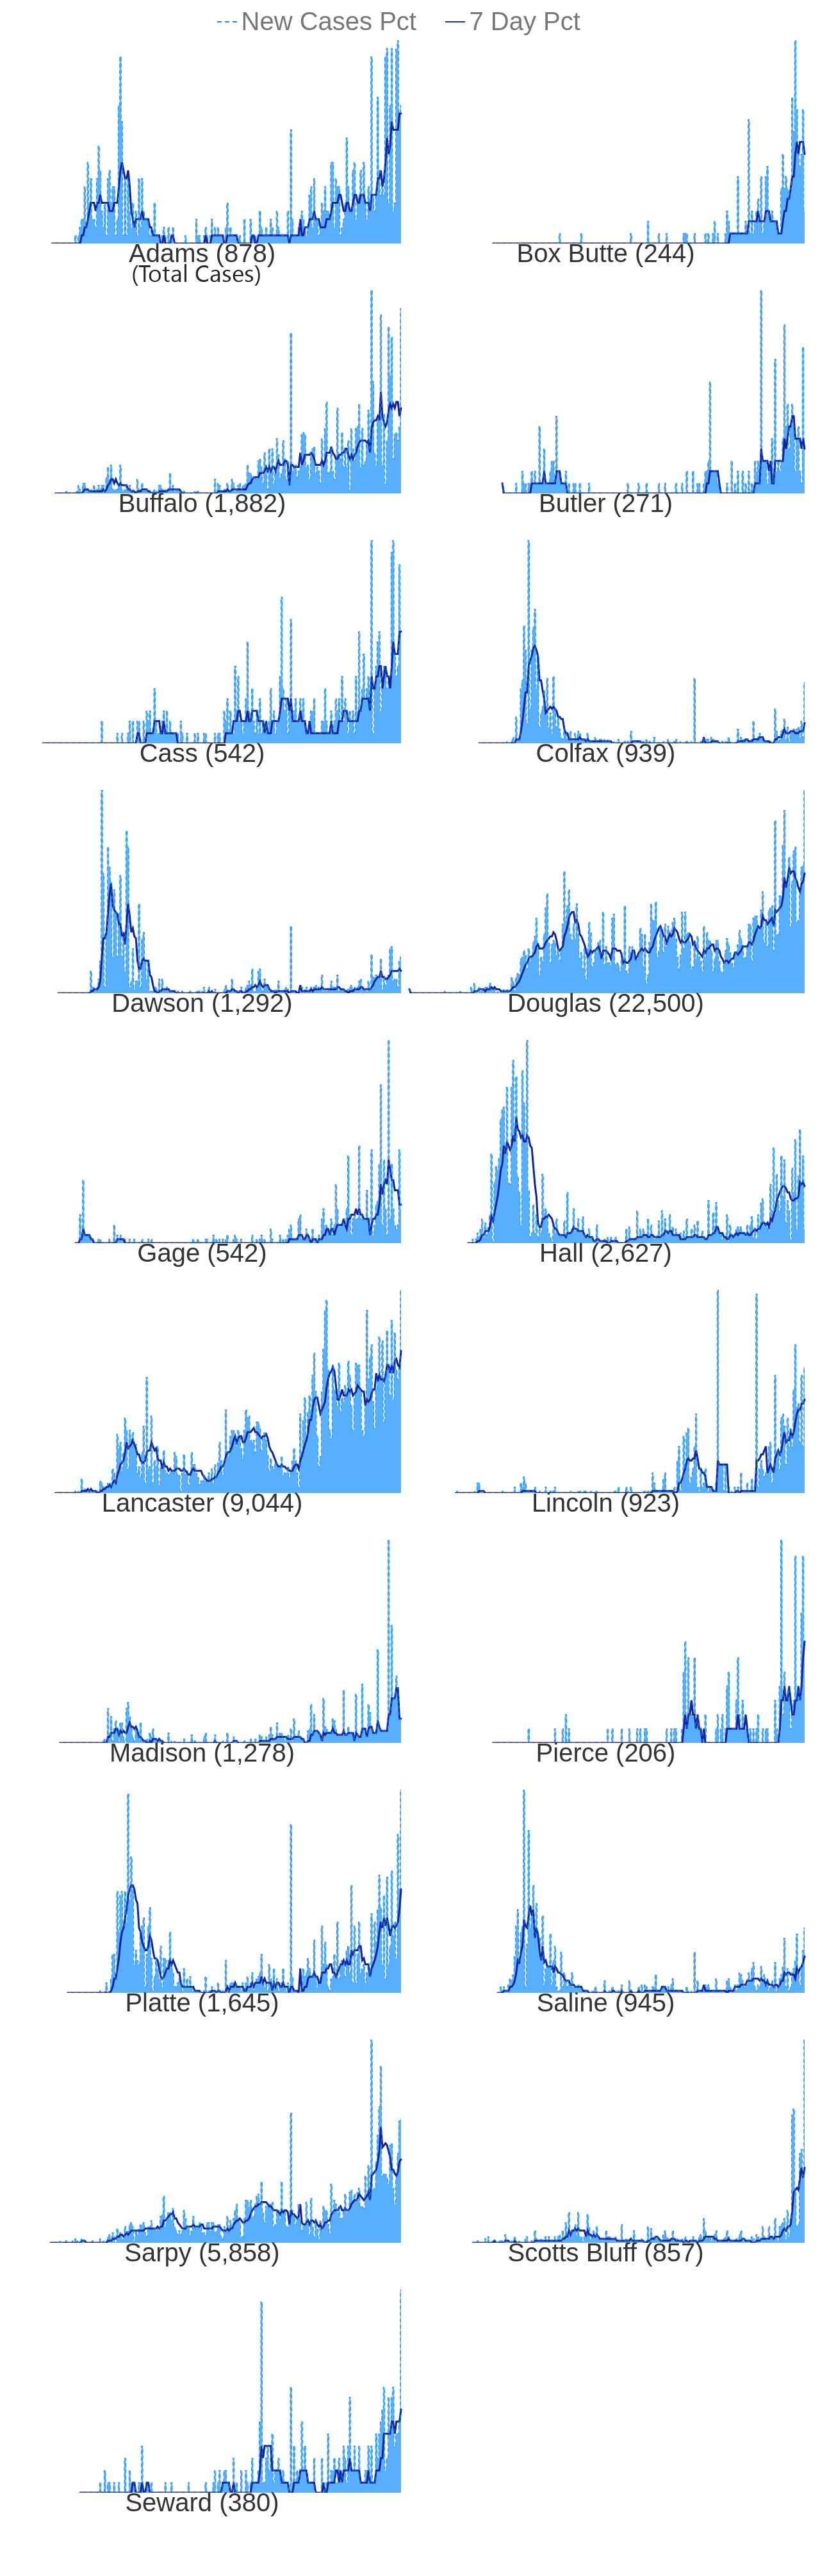 New Cases Pct 7 Day Pct
Adams (878) Box Butte (244)
(Total Cases)
Buffalo (1,882) Butler (271)
Cass (542) Colfax (939)
Dawson (1,292) Douglas (22,500)
Gage (542) Hall (2,627)
Lancaster (9,044) Lincoln (923)
Madison (1,278) Pierce (206)
Platte (1,645) Saline (945)
Sarpy (5,858) Scotts Bluff (857)
Seward (380)